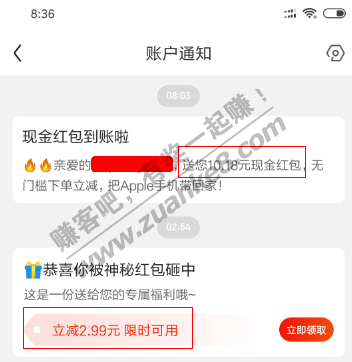 8:36
账户通知
08:03
现金红包到账啦
🔥🔥亲爱的
，送您10.18元现金红包，无
门槛下单立减，把Apple手机带回家！
02:54
🎁恭喜你被神秘红包砸中
这是一份送给您的专属福利哦~
立减2.99元 限时可用
立即领取
赚客吧，有奖一起赚！
www.zuanke8.com